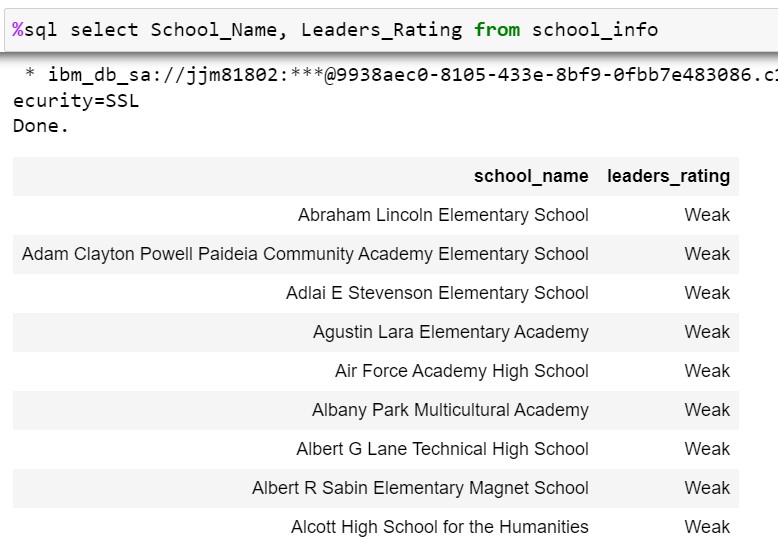 %sql select School_Name, Leaders_Rating from school_info
* ibm_db_sa://jjm81802:***@9938aec0-8105-433e-8bf9-0fbb7e483086.c1
ecurity=SSL
Done.
school_name leaders_rating
Abraham Lincoln Elementary School Weak
Adam Clayton Powell Paideia Community Academy Elementary School Weak
Adlai E Stevenson Elementary School Weak
Agustin Lara Elementary Academy Weak
Air Force Academy High School Weak
Albany Park Multicultural Academy Weak
Albert G Lane Technical High School Weak
Albert R Sabin Elementary Magnet School Weak
Alcott High School for the Humanities Weak